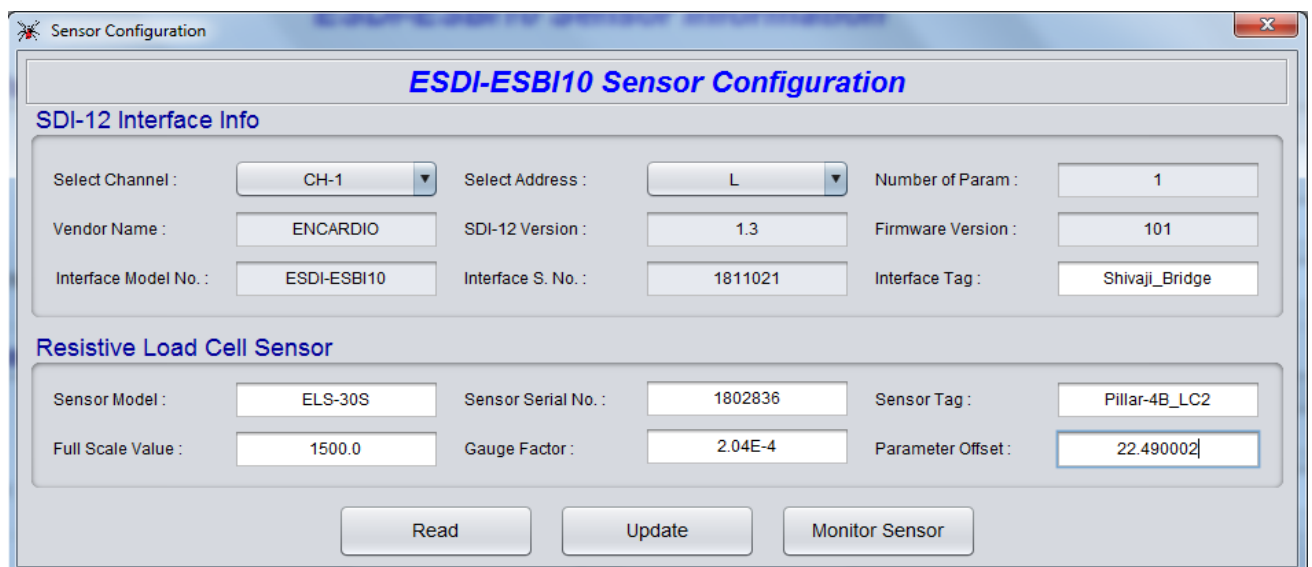 ESDI-ESBI10 Sensor Information
Sensor Configuration
ESDI-ESBI10 Sensor Configuration
SDI-12 Interface Info
Select Channel : CH-1 Select Address : L Number of Param : 1
Vendor Name : ENCARDIO SDI-12 Version : 1.3 Firmware Version : 101
Interface Model No. : ESDI-ESBI10 Interface S. No. : 1811021 Interface Tag : Shivaji_Bridge
Resistive Load Cell Sensor
Sensor Model : ELS-30S Sensor Serial No. : 1802836 Sensor Tag : Pillar-4B_LC2
Full Scale Value : 1500.0 Gauge Factor : 2.04E-4 Parameter Offset : 22.490002
Read Update Monitor Sensor